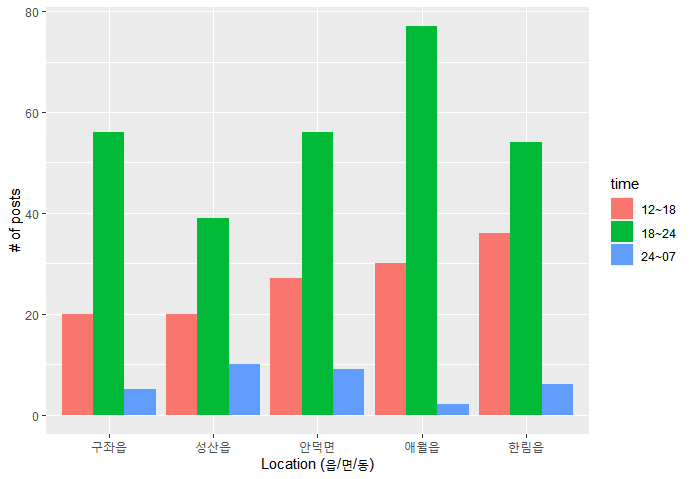 80
60
40
20
0
# of posts
구좌읍
성산읍
안덕면
애월읍
한림읍
Location (읍/면/동)
time
12~18
18~24
24~07